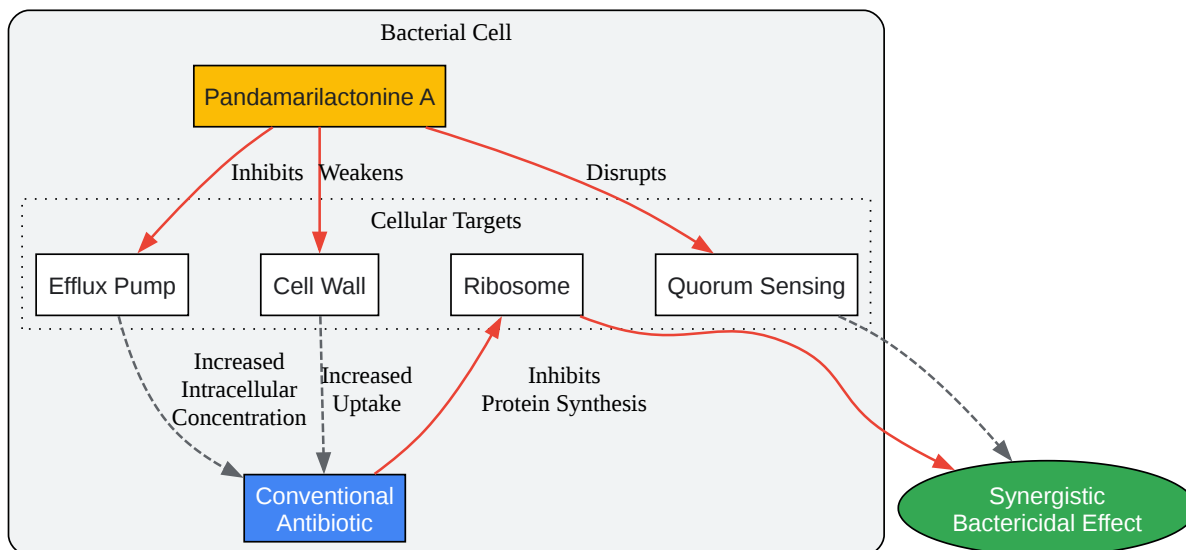 Bacterial Cell
Pandamarilactonine A
Inhibits
Weakens
Disrupts
Cellular Targets
Efflux Pump
Cell Wall
Ribosome
Quorum Sensing
Increased
Intracellular
Concentration
Increased
Uptake
Inhibits
Protein Synthesis
Conventional
Antibiotic
Synergistic
Bactericidal Effect